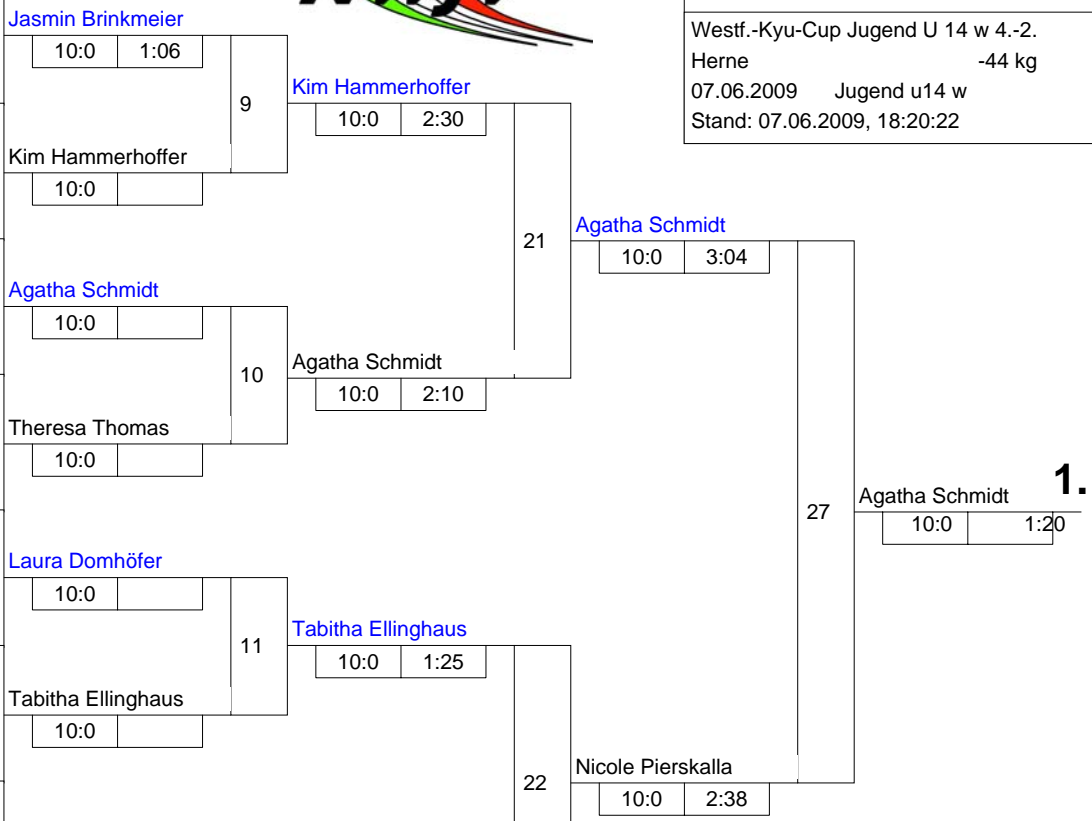 Jasmin Brinkmeier
10:0 1:06
Westf.-Kyu-Cup Jugend U 14 w 4.-2.
Herne -44 kg
07.06.2009 Jugend u14 w
Stand: 07.06.2009, 18:20:22
9
Kim Hammerhoffer
10:0 2:30
Kim Hammerhoffer
10:0
21
Agatha Schmidt
10:0 3:04
Agatha Schmidt
10:0
10
Agatha Schmidt
10:0 2:10
Theresa Thomas
10:0
27
Agatha Schmidt 1.
10:0 1:20
Laura Domhöfer
10:0
11
Tabitha Ellinghaus
10:0 1:25
Tabitha Ellinghaus
10:0
22
Nicole Pierskalla
10:0 2:38